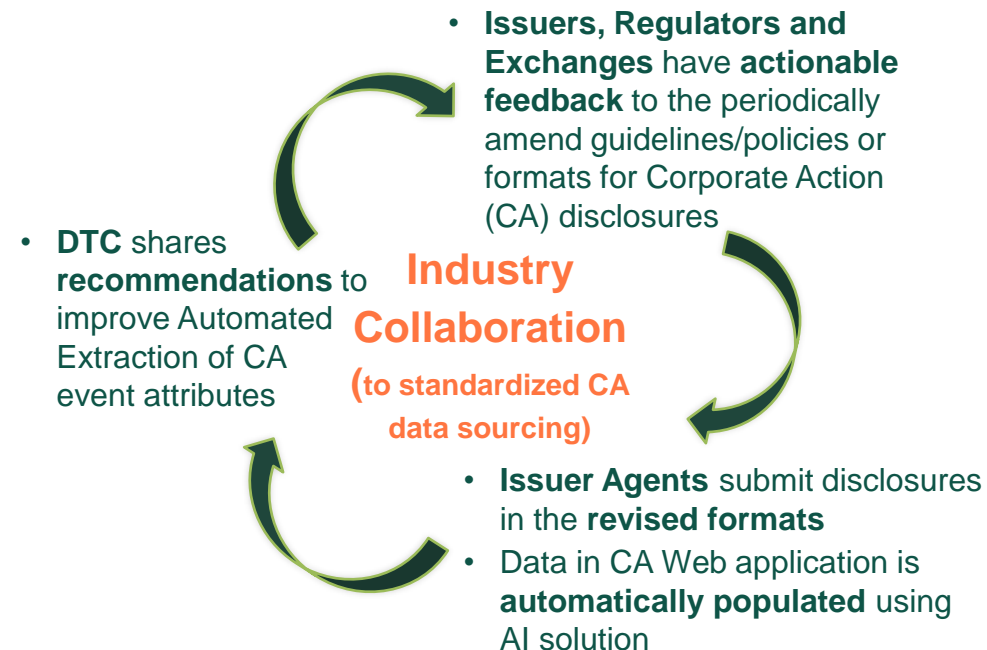 • Issuers, Regulators and
Exchanges have actionable
feedback to the periodically
amend guidelines/policies or
formats for Corporate Action
(CA) disclosures
• DTC shares
recommendations to
improve Automated
Extraction of CA
event attributes
Industry
Collaboration
(to standardized CA
data sourcing)
• Issuer Agents submit disclosures
in the revised formats
• Data in CA Web application is
automatically populated using
AI solution